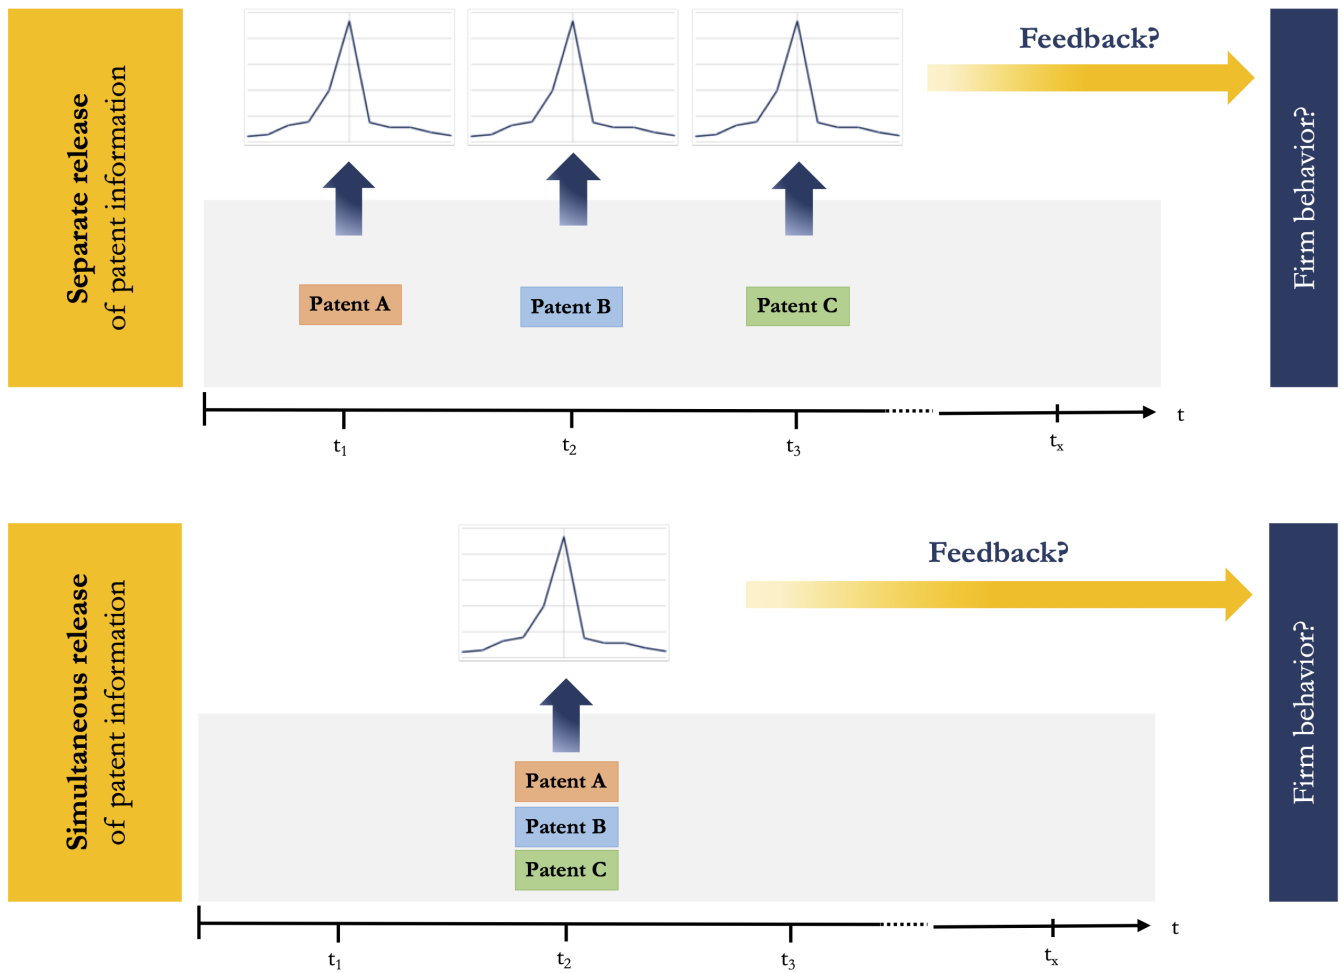 Separate release
of patent information
Feedback?
Firm behavior?
Patent A
Patent B
Patent C
t
t1
t2
t3
tx
Simultaneous release
of patent information
Feedback?
Firm behavior?
Patent A
Patent B
Patent C
t
t1
t2
t3
tx